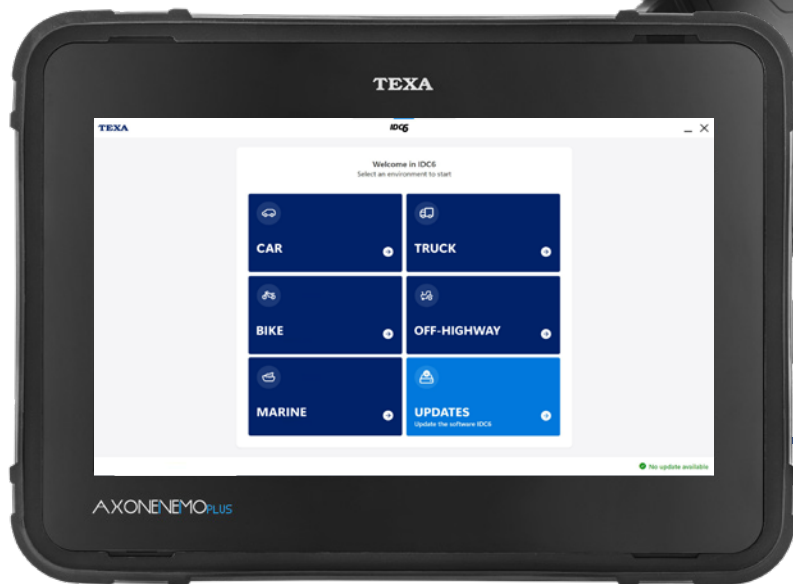 TEXA
TEXA
IDC6
Welcome in IDC6
Select an environment to start
CAR
TRUCK
BIKE
OFF-HIGHWAY
MARINE
UPDATES
Update the software IDC6
No update available
AXONENEMOPLUS